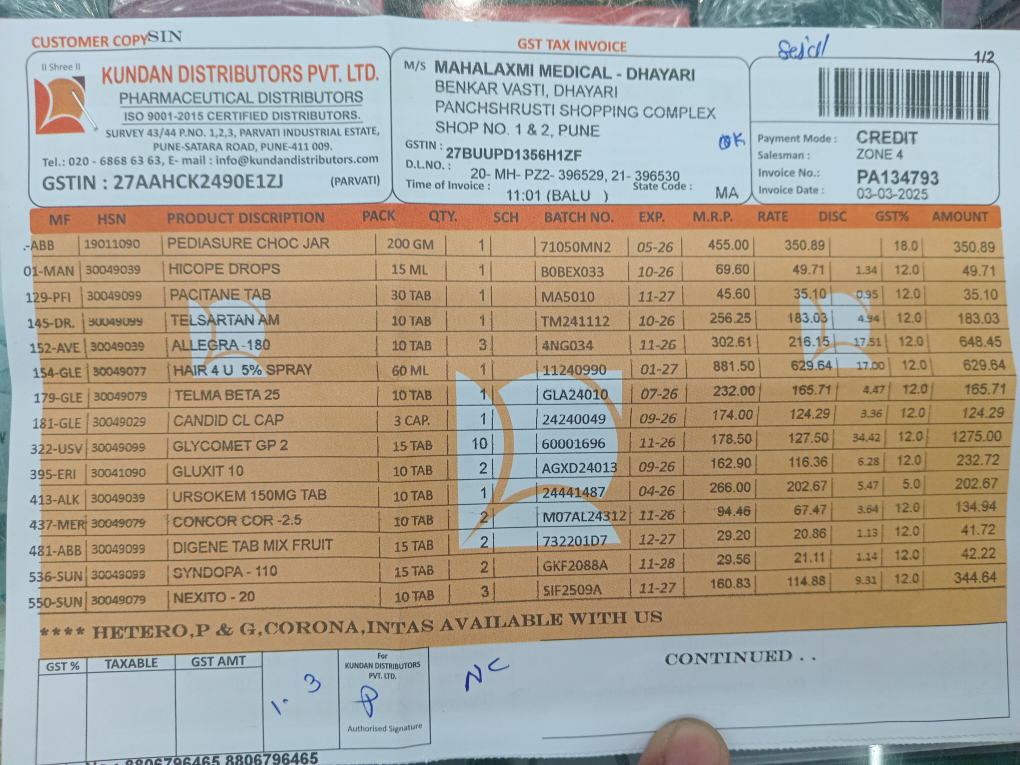 CUSTOMER COPY SIN
GST TAX INVOICE
1/2
II Shree II
KUNDAN DISTRIBUTORS PVT. LTD.
PHARMACEUTICAL DISTRIBUTORS
ISO 9001-2015 CERTIFIED DISTRIBUTORS.
SURVEY 43/44 P.NO. 1,2,3, PARVATI INDUSTRIAL ESTATE,
PUNE-SATARA ROAD, PUNE-411 009.
Tel.: 020 - 6868 63 63, E- mail : info@kundandistributors.com
GSTIN : 27AAHCK2490E1ZJ (PARVATI)
M/S MAHALAXMI MEDICAL - DHAYARI
BENKAR VASTI, DHAYARI
PANCHSHRUSTI SHOPPING COMPLEX
SHOP NO. 1 & 2, PUNE
OK
GSTIN : 27BUUPD1356H1ZF
D.L.NO. : 20- MH- PZ2- 396529, 21- 396530
Time of Invoice : 11:01 (BALU ) State Code : MA
Payment Mode : CREDIT
Salesman : ZONE 4
Invoice No.: PA134793
Invoice Date : 03-03-2025
MF HSN PRODUCT DISCRIPTION PACK QTY. SCH BATCH NO. EXP. M.R.P. RATE DISC GST% AMOUNT
.-ABB 19011090 PEDIASURE CHOC JAR 200 GM 1 71050MN2 05-26 455.00 350.89 18.0 350.89
01-MAN 30049039 HICOPE DROPS 15 ML 1 B0BEX033 10-26 69.60 49.71 1.34 12.0 49.71
129-PFI 30049099 PACITANE TAB 30 TAB 1 MA5010 11-27 45.60 35.10 0.95 12.0 35.10
145-DR. 30049099 TELSARTAN AM 10 TAB 1 TM241112 10-26 256.25 183.03 4.94 12.0 183.03
152-AVE 30049039 ALLEGRA -180 10 TAB 3 4NG034 11-26 302.61 216.15 17.51 12.0 648.45
154-GLE 30049077 HAIR 4 U 5% SPRAY 60 ML 1 11240990 01-27 881.50 629.64 17.00 12.0 629.64
179-GLE 30049079 TELMA BETA 25 10 TAB 1 GLA24010 07-26 232.00 165.71 4.47 12.0 165.71
181-GLE 30049029 CANDID CL CAP 3 CAP. 1 24240049 09-26 174.00 124.29 3.36 12.0 124.29
322-USV 30049099 GLYCOMET GP 2 15 TAB 10 60001696 11-26 178.50 127.50 34.42 12.0 1275.00
395-ERI 30041090 GLUXIT 10 10 TAB 2 AGXD24013 09-26 162.90 116.36 6.28 12.0 232.72
413-ALK 30049039 URSOKEM 150MG TAB 10 TAB 1 24441487 04-26 266.00 202.67 5.47 5.0 202.67
437-MER 30049079 CONCOR COR -2.5 10 TAB 2 M07AL24312 11-26 94.46 67.47 3.64 12.0 134.94
481-ABB 30049099 DIGENE TAB MIX FRUIT 15 TAB 2 732201D7 12-27 29.20 20.86 1.13 12.0 41.72
536-SUN 30049099 SYNDOPA - 110 15 TAB 2 GKF2088A 11-28 29.56 21.11 1.14 12.0 42.22
550-SUN 30049079 NEXITO - 20 10 TAB 3 SIF2509A 11-27 160.83 114.88 9.31 12.0 344.64
**** HETERO,P & G,CORONA,INTAS AVAILABLE WITH US
GST % TAXABLE GST AMT
1. 3
For
KUNDAN DISTRIBUTORS
PVT. LTD.
Authorised Signature
NC
CONTINUED . .
8806796465 8806796465